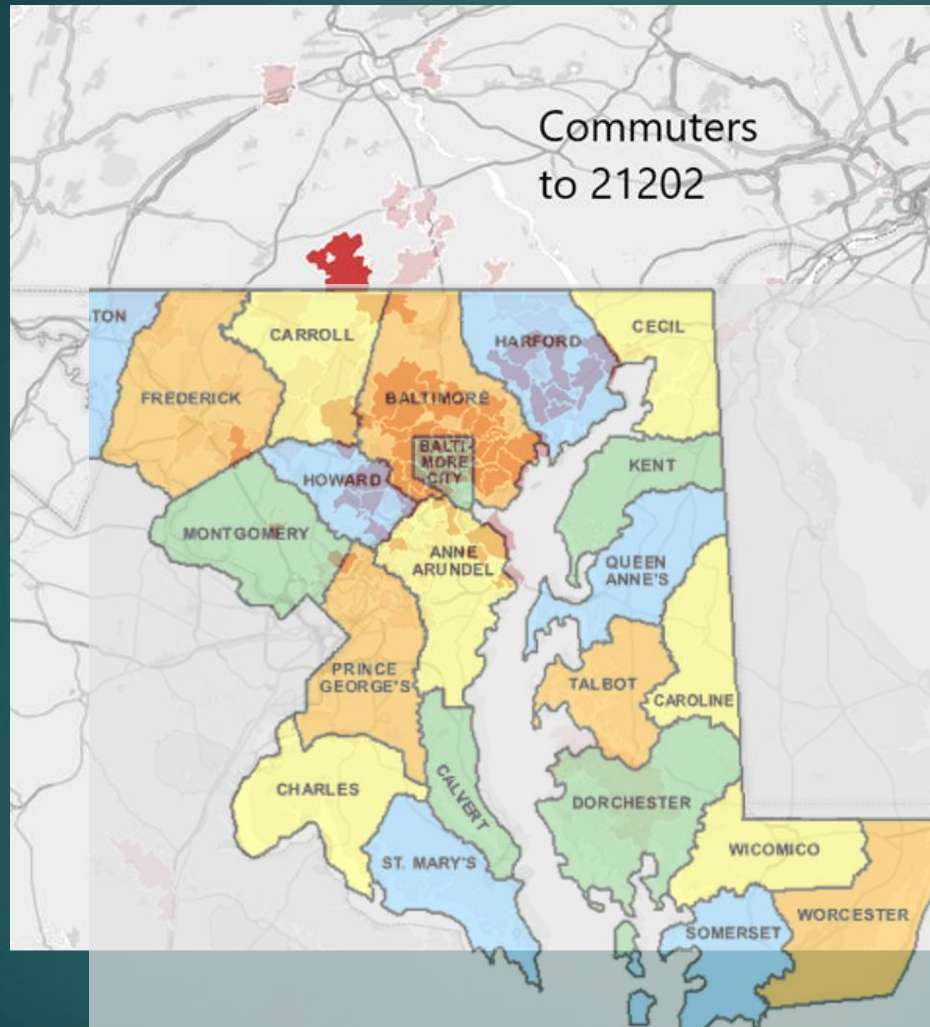 Commuters
to 21202
TON
CARROLL
HARFORD
CECIL
FREDERICK
BALTIMORE
BALTI-
MORE
CITY
HOWARD
KENT
MONTGOMERY
ANNE
ARUNDEL
QUEEN
ANNE'S
PRINCE
GEORGE'S
TALBOT
CAROLINE
CHARLES
CALVERT
DORCHESTER
ST. MARY'S
WICOMICO
WORCESTER
SOMERSET